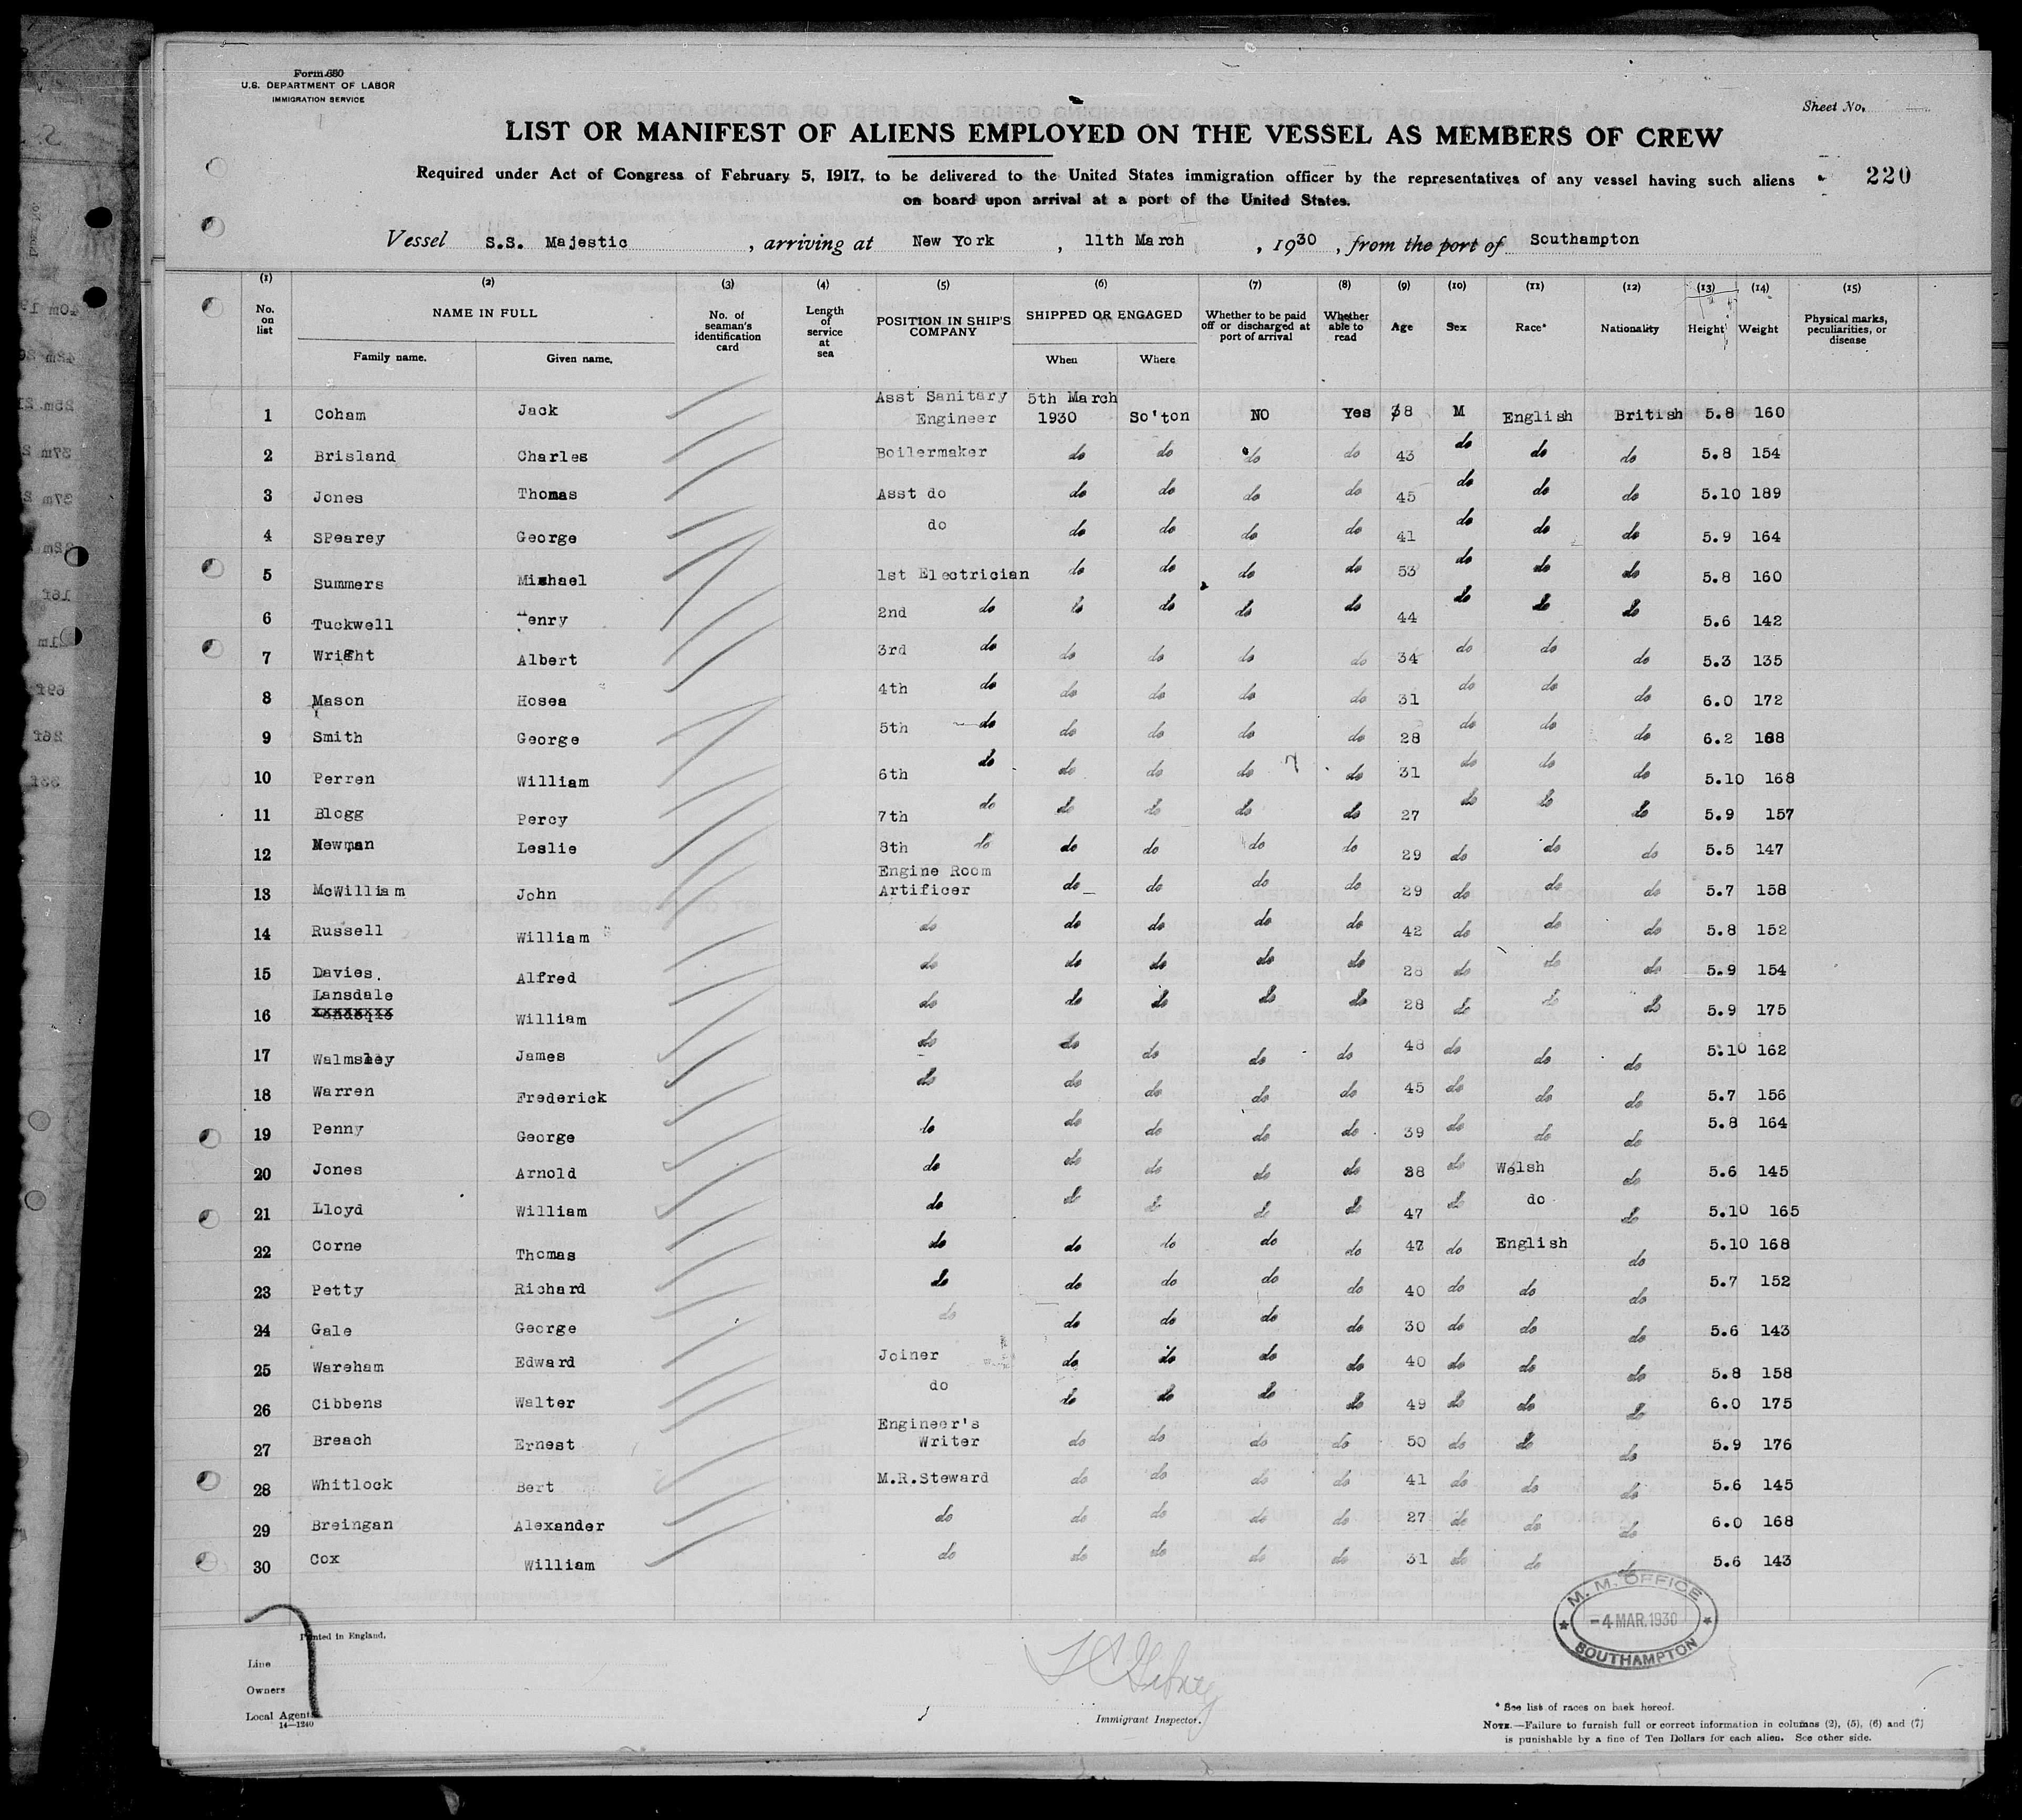 Form 680
U.S. DEPARTMENT OF LABOR
IMMIGRATION SERVICE
Sheet No.
LIST OR MANIFEST OF ALIENS EMPLOYED ON THE VESSEL AS MEMBERS OF CREW
Required under Act of Congress of February 5, 1917, to be delivered to the United States immigration officer by the representatives of any vessel having such aliens
on board upon arrival at a port of the United States.
220
Vessel S.S. Majestic, arriving at New York, 11th March, 1930, from the port of Southampton
(1) (2) (3) (4) (5) (6) (7) (8) (9) (10) (11) (12) (13) (14) (15)
No. on list NAME IN FULL No. of seaman's identification card Length of service at sea POSITION IN SHIP'S COMPANY SHIPPED OR ENGAGED Whether to be paid off or discharged at port of arrival Whether able to read Age Sex Race* Nationality Height Weight Physical marks, peculiarities, or disease
Family name. Given name. When Where
1 Coham Jack Asst Sanitary Engineer 5th March 1930 So'ton NO Yes 38 M English British 5.8 160
2 Brisland Charles Boilermaker do do do do 43 do do do 5.8 154
3 Jones Thomas Asst do do do do do 45 do do do 5.10 189
4 SPearey George do do do do do 41 do do do 5.9 164
5 Summers Michael 1st Electrician do do do do 53 do do do 5.8 160
6 Tuckwell Henry 2nd do do do do do 44 do do do 5.6 142
7 Wright Albert 3rd do do do do do 34 do do do 5.3 135
8 Mason Hosea 4th do do do do do 31 do do do 6.0 172
9 Smith George 5th do do do do do 28 do do do 6.2 168
10 Perren William 6th do do do do do 31 do do do 5.10 168
11 Blogg Percy 7th do do do do do 27 do do do 5.9 157
12 Newman Leslie 8th do do do do do 29 do do do 5.5 147
13 McWilliam John Engine Room Artificer do do do do 29 do do do 5.7 158
14 Russell William do do do do do 42 do do do 5.8 152
15 Davies. Alfred do do do do do 28 do do do 5.9 154
16 Lansdale William do do do do do 28 do do do 5.9 175
17 Walmsley James do do do do do 48 do do do 5.10 162
18 Warren Frederick do do do do do 45 do do do 5.7 156
19 Penny George do do do do do 39 do do do 5.8 164
20 Jones Arnold do do do do do 38 do Welsh do 5.6 145
21 Lloyd William do do do do do 47 do do do 5.10 165
22 Corne Thomas do do do do do 47 do English do 5.10 168
23 Petty Richard do do do do do 40 do do do 5.7 152
24 Gale George do do do do do 30 do do do 5.6 143
25 Wareham Edward Joiner do do do do 40 do do do 5.8 158
26 Gibbens Walter do do do do do 49 do do do 6.0 175
27 Breach Ernest Engineer's Writer do do do do 50 do do do 5.9 176
28 Whitlock Bert M.R.Steward do do do do 41 do do do 5.6 145
29 Breingan Alexander do do do do do 27 do do do 6.0 168
30 Cox William do do do do do 31 do do do 5.6 143
M. M. OFFICE
-4 MAR. 1930
SOUTHAMPTON
Printed in England.
Line
Owners
Local Agents
14—1240
Immigrant Inspector.
* See list of races on back hereof.
NOTE.—Failure to furnish full or correct information in columns (2), (5), (6) and (7)
is punishable by a fine of Ten Dollars for each alien. See other side.